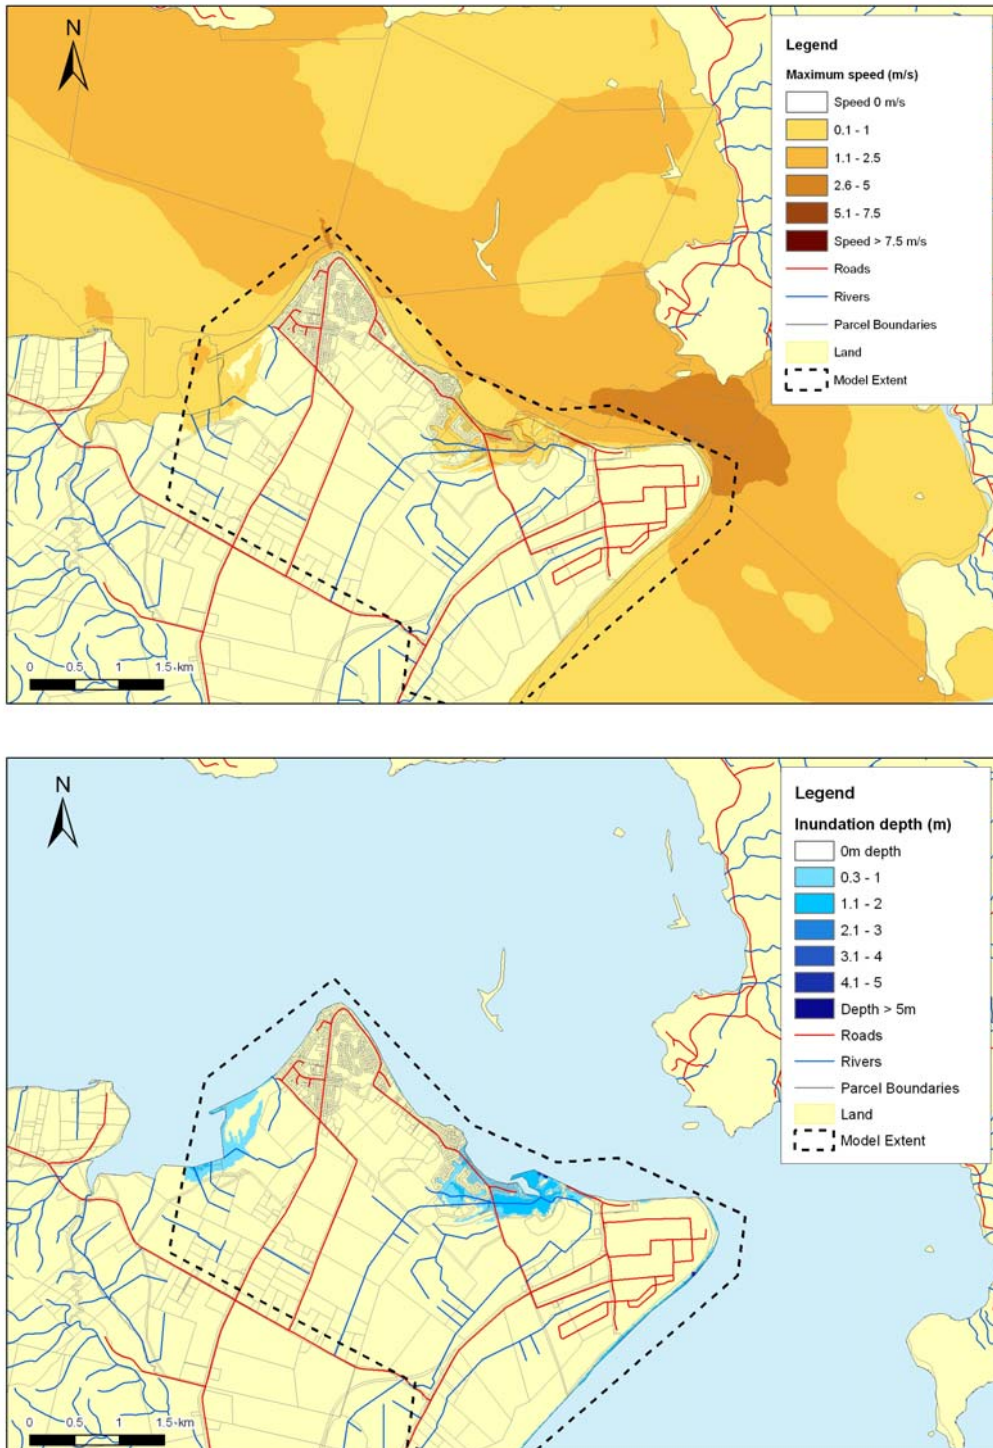 N
Legend
Maximum speed (m/s)
Speed 0 m/s
0.1 - 1
1.1 - 2.5
2.6 - 5
5.1 - 7.5
Speed > 7.5 m/s
Roads
Rivers
Parcel Boundaries
Land
Model Extent
0 0.5 1 1.5 km
N
Legend
Inundation depth (m)
0m depth
0.3 - 1
1.1 - 2
2.1 - 3
3.1 - 4
4.1 - 5
Depth > 5m
Roads
Rivers
Parcel Boundaries
Land
Model Extent
0 0.5 1 1.5 km